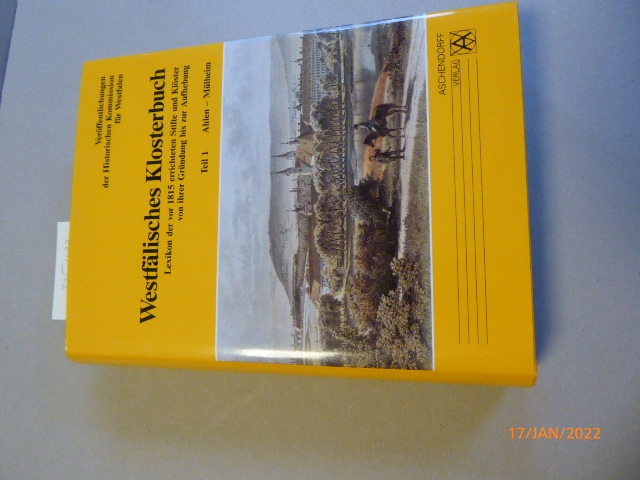 Veröffentlichungen
der Historischen Kommission
für Westfalen
Westfälisches Klosterbuch
Lexikon der vor 1815 errichteten Stifte und Klöster
von ihrer Gründung bis zur Aufhebung
Teil 1 Ahlen – Mülheim
ASCHENDORFF
VERLAG
17/JAN/2022